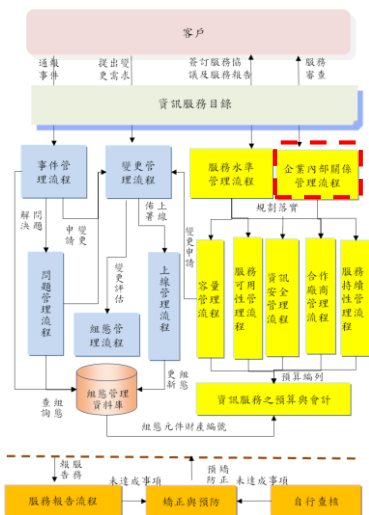 客戶
通報
事件
提出變
更需求
簽訂服務協
議及服務報告
服務
審查
資訊服務目錄
事件管
理流程
變更管
理流程
服務水準
管理流程
企業內部關係
管理流程
規劃落實
解問
決題
申變
請更
佈上
署線
變更申請
變更評估
問題管理流程
上線管理流程
組態管
理流程
容量管理
流程
服務可用
性管理流
程
資訊安全
管理流程
合作廠商
管理流程
服務持續
性管理流
程
更組
新態
預算編列
組態管理
資料庫
資訊服務之預算與會計
查組
詢態
組態元件財產編號
報服
告務
未達成事項
預矯
防正
未達成事項
服務報告流程
矯正與預防
自行查核